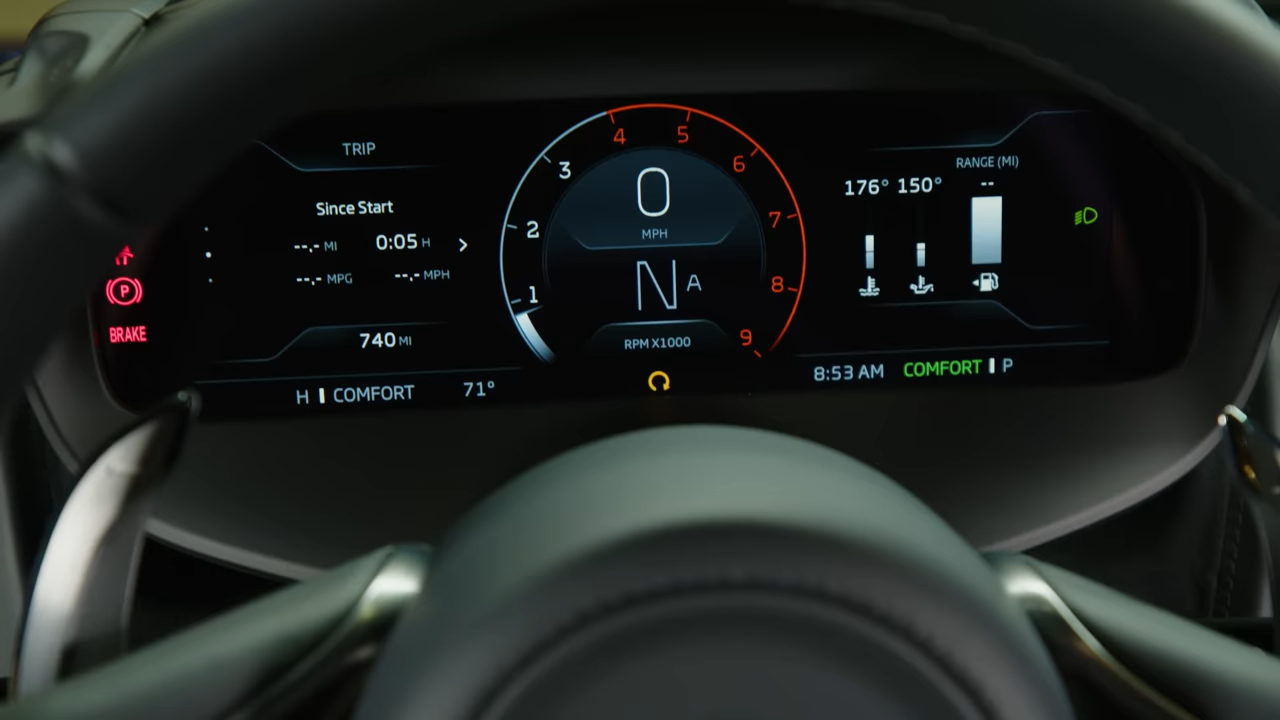 TRIP
Since Start
--.- MI 0:05 H
--.- MPG --.- MPH
740 MI
P
BRAKE
H COMFORT 71°
4 5
3 6
2 7
1 8
9
0
MPH
N A
RPM X1000
RANGE (MI)
176° 150° --
8:53 AM COMFORT P